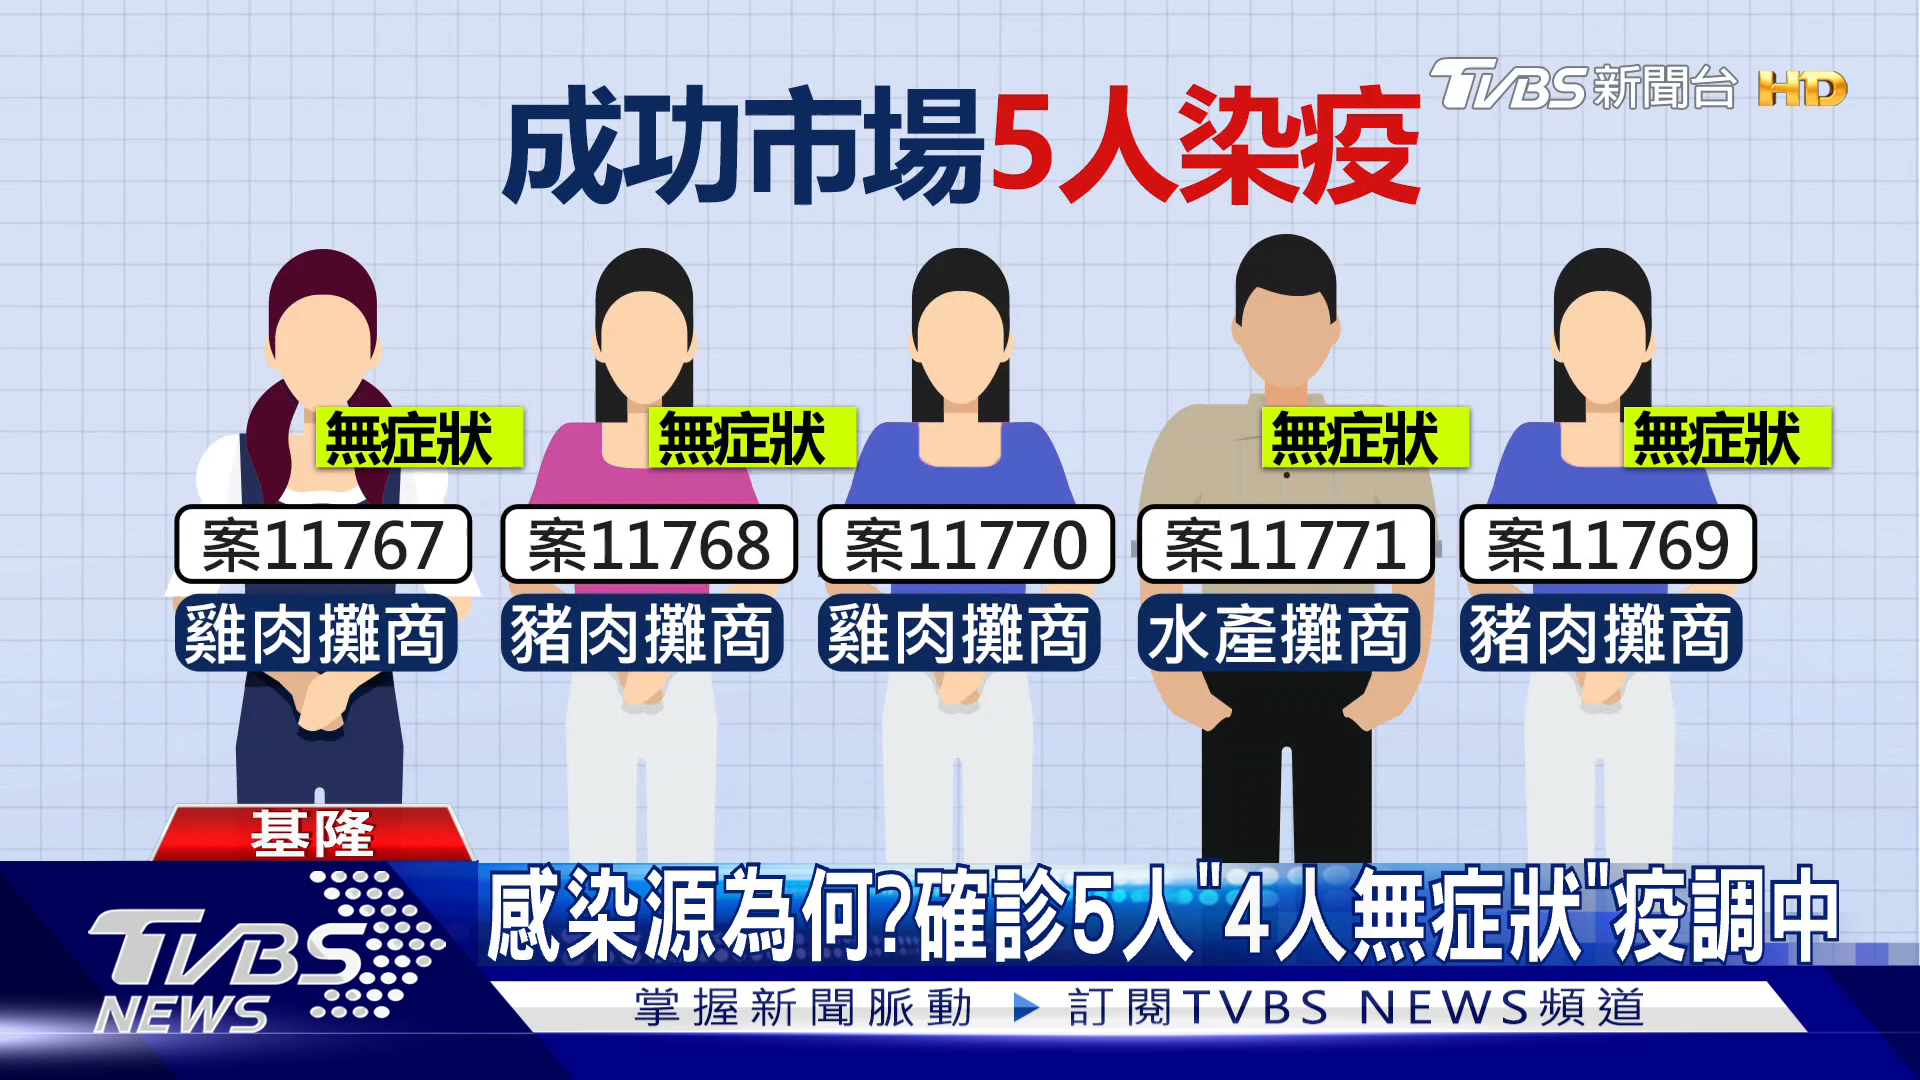 TVBS新聞台 HD
成功市場5人染疫
無症狀 無症狀 無症狀 無症狀
案11767 案11768 案11770 案11771 案11769
雞肉攤商 豬肉攤商 雞肉攤商 水產攤商 豬肉攤商
基隆
感染源為何?確診5人"4人無症狀"疫調中
TVBS NEWS
掌握新聞脈動 ▶ 訂閱TVBS NEWS頻道